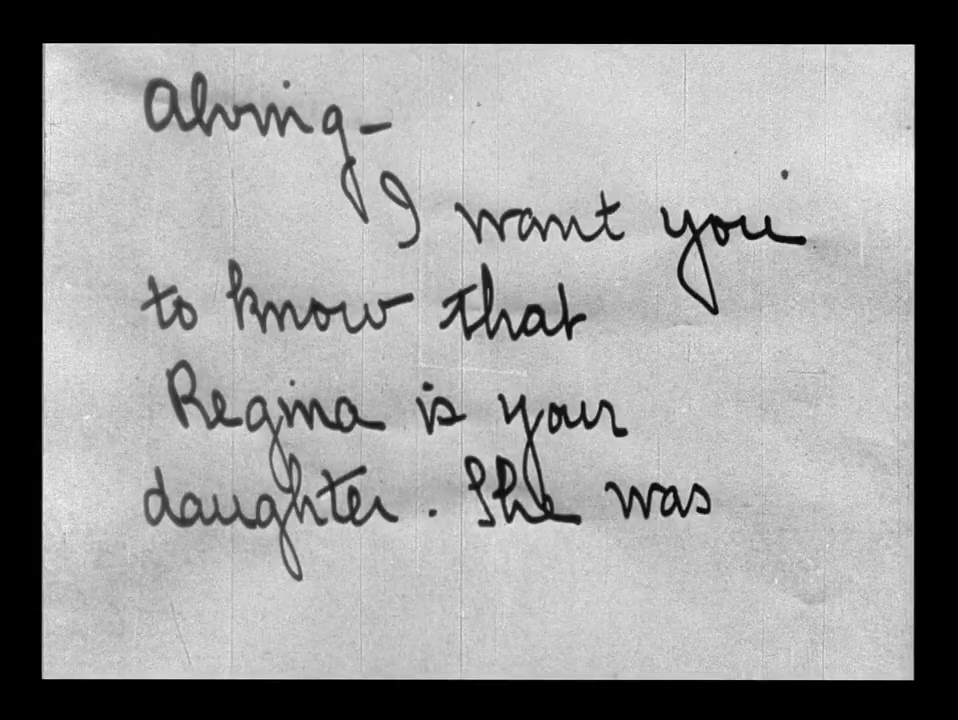 Alving-
I want you
to know that
Regina is your
daughter. She was